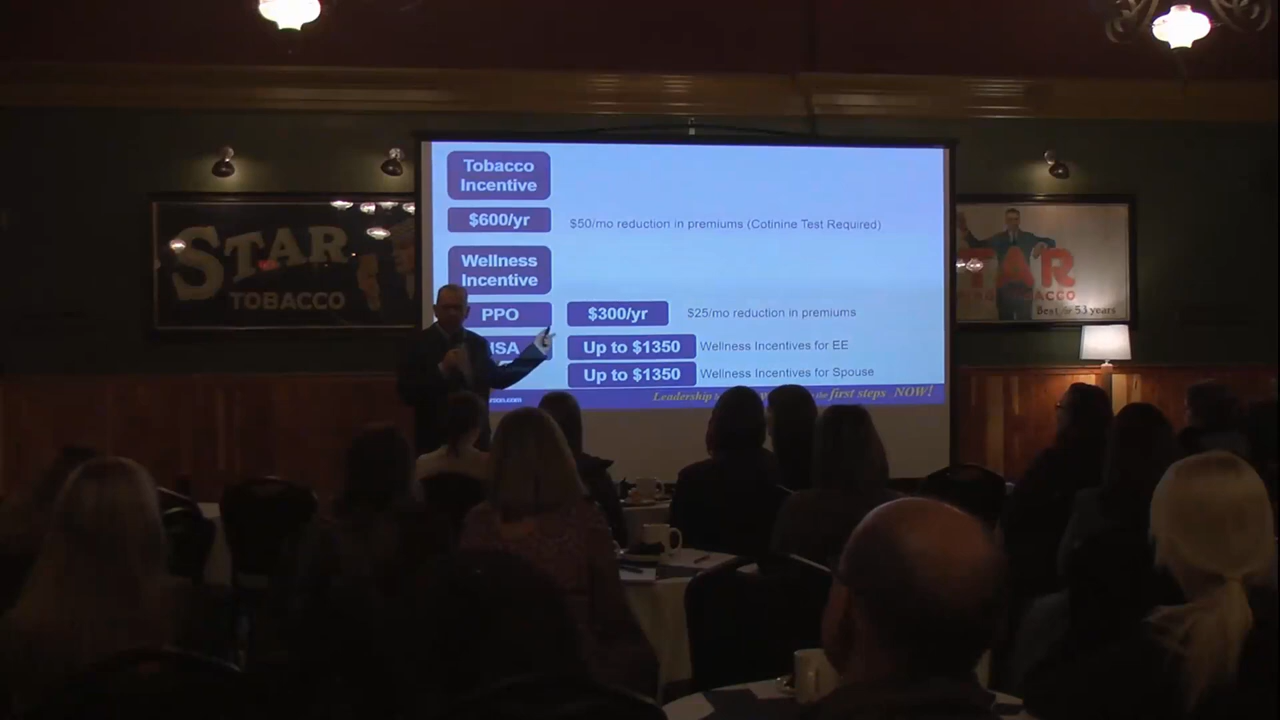 Tobacco
Incentive
$600/yr
$50/mo reduction in premiums (Cotinine Test Required)
Wellness
Incentive
PPO
$300/yr
$25/mo reduction in premiums
Up to $1350
Wellness Incentives for EE
Up to $1350
Wellness Incentives for Spouse
Leadership
first steps NOW!
STAR
TOBACCO
STAR
Best for 53 years